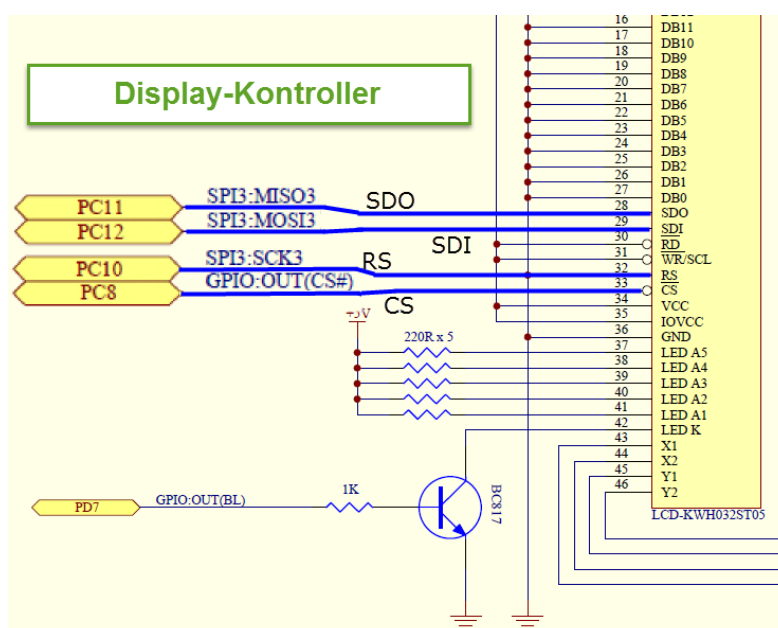 Display-Kontroller
PC11
SPI3:MISO3
SDO
PC12
SPI3:MOSI3
SDI
PC10
SPI3:SCK3
RS
PC8
GPIO:OUT(CS#)
CS
+5V
220R x 5
PD7
GPIO:OUT(BL)
1K
BC817
16
17 DB11
18 DB10
19 DB9
20 DB8
21 DB7
22 DB6
23 DB5
24 DB4
25 DB3
26 DB2
27 DB1
28 DB0
29 SDO
30 SDI
31 RD
32 WR/SCL
33 RS
34 CS
35 VCC
36 IOVCC
37 GND
38 LED A5
39 LED A4
40 LED A3
41 LED A2
42 LED A1
43 LED K
44 X1
45 X2
46 Y1
Y2
LCD-KWH032ST05